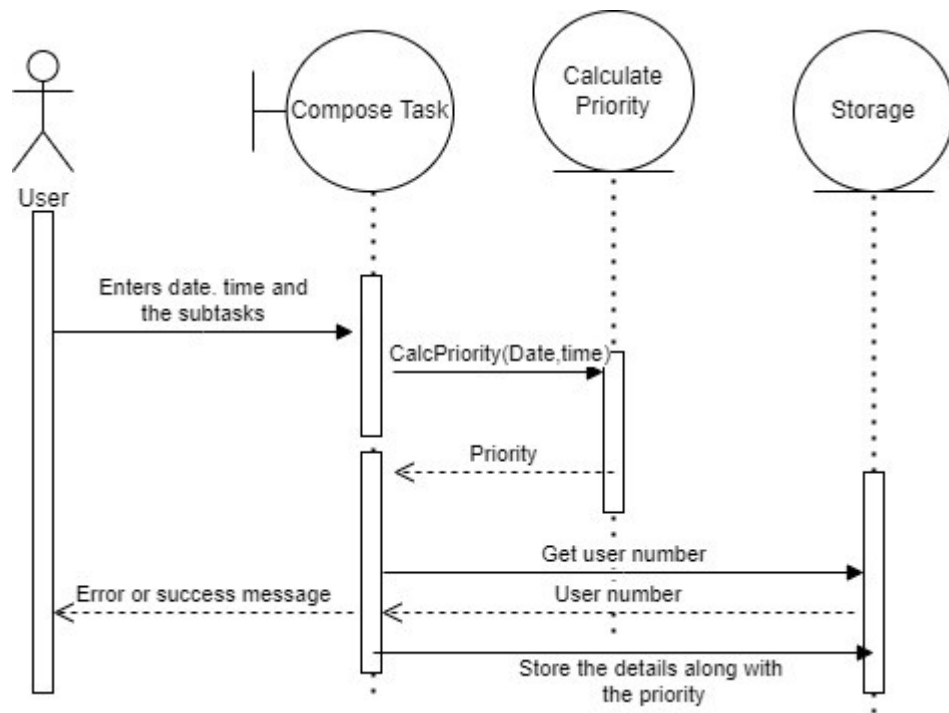 Compose Task
Calculate
Priority
Storage
User
Enters date. time and
the subtasks
CalcPriority(Date,time)
Priority
Get user number
Error or success message
User number
Store the details along with
the priority